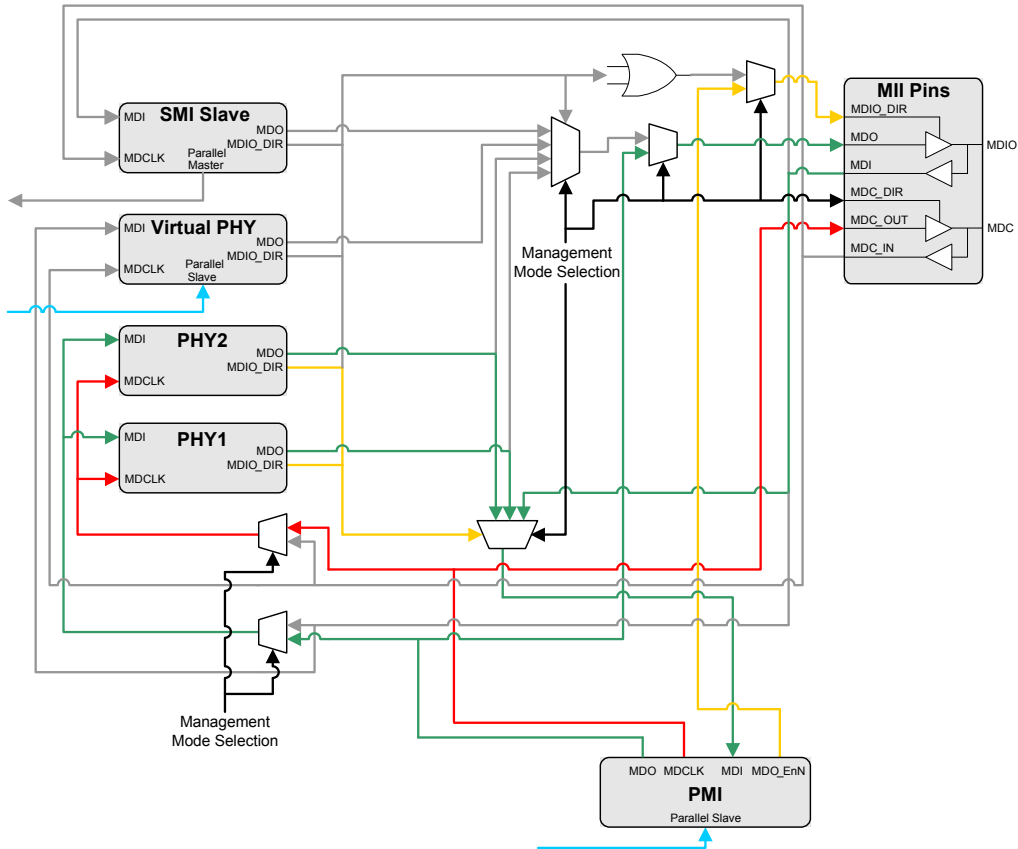 MII Pins
MDIO_DIR
MDO
MDIO
MDI
MDC_DIR
MDC_OUT
MDC
MDC_IN
SMI Slave
MDI
MDO
MDIO_DIR
MDCLK
Parallel
Master
Virtual PHY
MDI
MDO
MDIO_DIR
MDCLK
Parallel
Slave
Management
Mode Selection
PHY2
MDI
MDO
MDIO_DIR
MDCLK
PHY1
MDI
MDO
MDIO_DIR
MDCLK
Management
Mode Selection
MDO MDCLK MDI MDO_EnN
PMI
Parallel Slave